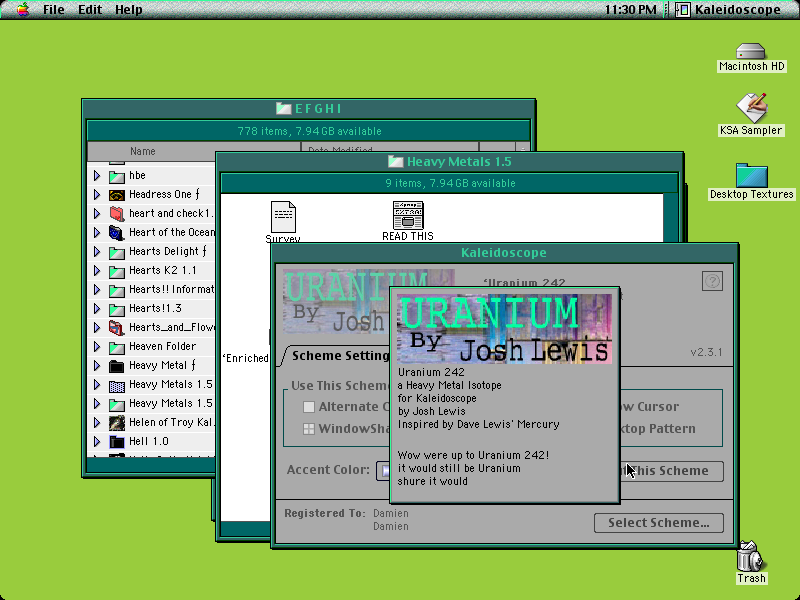 File Edit Help
11:30 PM Kaleidoscope
Macintosh HD
KSA Sampler
Desktop Textures
Trash
EFGHI
778 items, 7.94 GB available
Name Date Modified
hbe
Headress One ƒ
heart and check1.
Heart of the Ocean
Hearts Delight ƒ
Hearts K2 1.1
Hearts!! Informat
Hearts!1.3
Hearts_and_Flow
Heaven Folder
Heavy Metal ƒ
Heavy Metals 1.5
Heavy Metals 1.5
Helen of Troy Kal.
Hell 1.0
Heavy Metals 1.5
9 items, 7.94 GB available
Survey
READ THIS
EXTRA!
'Enriched
Kaleidoscope
URANIUM
By Josh
'Uranium 242
?
v2.3.1
Scheme Setting
Use This Scheme
Alternate C
WindowSha
ow Cursor
ktop Pattern
Accent Color:
This Scheme
Registered To: Damien
Damien
Select Scheme...
URANIUM
By Josh Lewis
Uranium 242
a Heavy Metal Isotope
for Kaleidoscope
by Josh Lewis
Inspired by Dave Lewis' Mercury
Wow were up to Uranium 242!
it would still be Uranium
shure it would